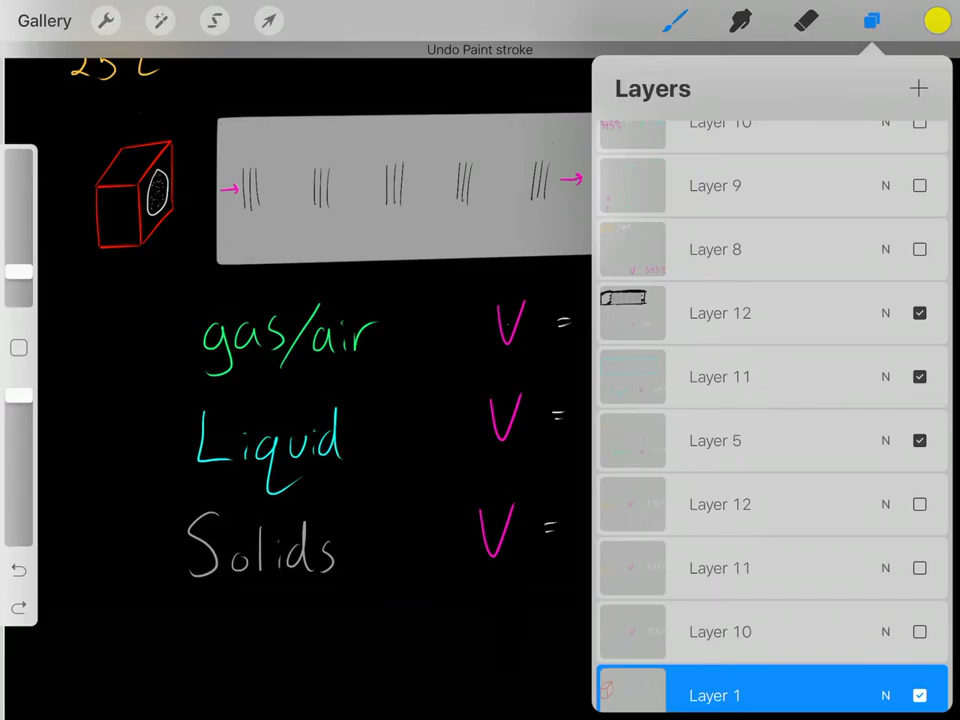 Gallery
Undo Paint stroke
25 C
Layers
Layer 10 N
Layer 9 N
Layer 8 N
Layer 12 N
Layer 11 N
Layer 5 N
Layer 12 N
Layer 11 N
Layer 10 N
Layer 1 N
gas/air V =
Liquid V =
Solids V =